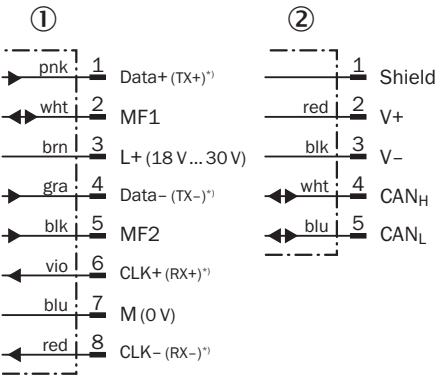 ①
pnk 1 Data+ (TX+)*)
wht 2 MF1
brn 3 L+ (18 V... 30 V)
gra 4 Data– (TX–)*)
blk 5 MF2
vio 6 CLK+ (RX+)*)
blu 7 M (0 V)
red 8 CLK– (RX–)*)
②
1 Shield
red 2 V+
blk 3 V–
wht 4 CANH
blu 5 CANL